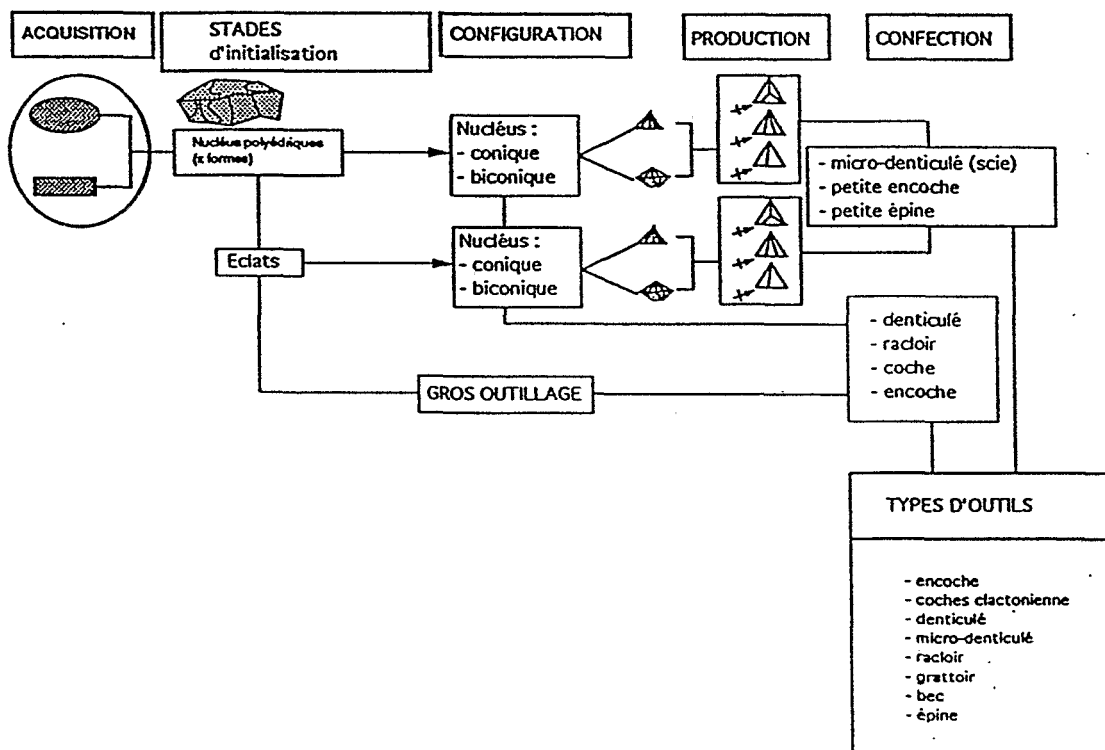 ACQUISITION
STADES
d'initialisation
CONFIGURATION
PRODUCTION
CONFECTION
Nucléus polyédriques
(± formes)
Nucléus :
- conique
- biconique
- micro-denticulé (scie)
- petite encoche
- petite épine
Eclats
Nucléus :
- conique
- biconique
- denticulé
- racloir
- coche
- encoche
GROS OUTILLAGE
TYPES D'OUTILS
- encoche
- coches clactonienne
- denticulé
- micro-denticulé
- racloir
- grattoir
- bec
- épine